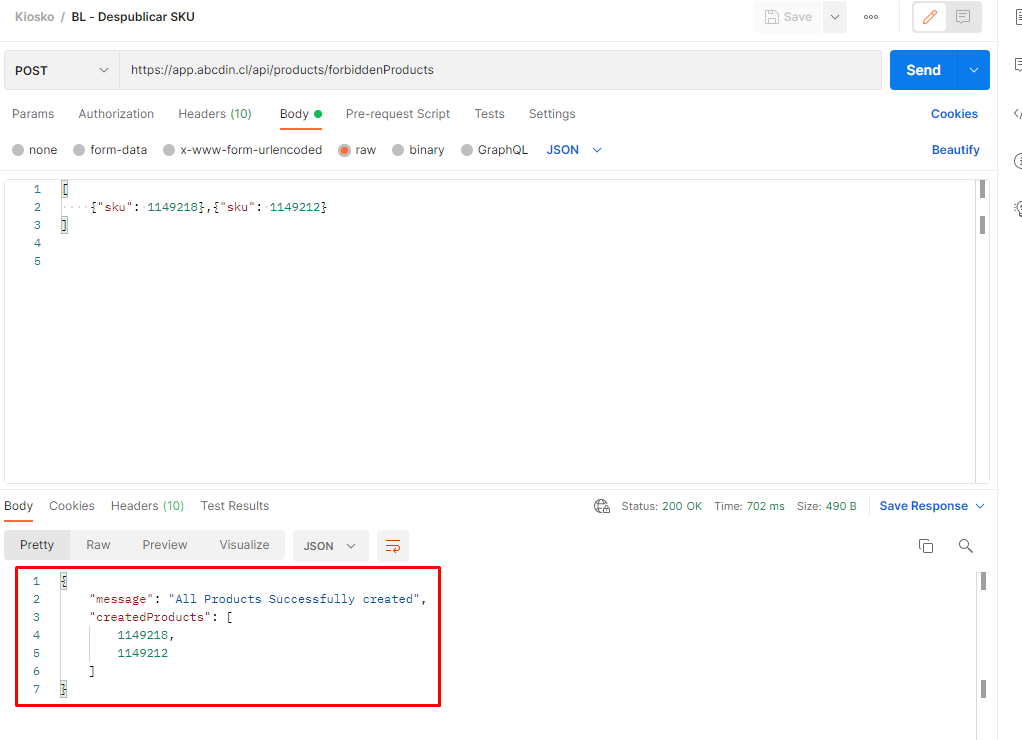 Kiosko / BL - Despublicar SKU
Save
POST
https://app.abcdin.cl/api/products/forbiddenProducts
Send
Params Authorization Headers (10) Body Pre-request Script Tests Settings Cookies
none form-data x-www-form-urlencoded raw binary GraphQL JSON Beautify
1 [
2 {"sku": 1149218},{"sku": 1149212}
3 ]
4
5
Body Cookies Headers (10) Test Results Status: 200 OK Time: 702 ms Size: 490 B Save Response
Pretty Raw Preview Visualize JSON
1 {
2 "message": "All Products Successfully created",
3 "createdProducts": [
4 1149218,
5 1149212
6 ]
7 }